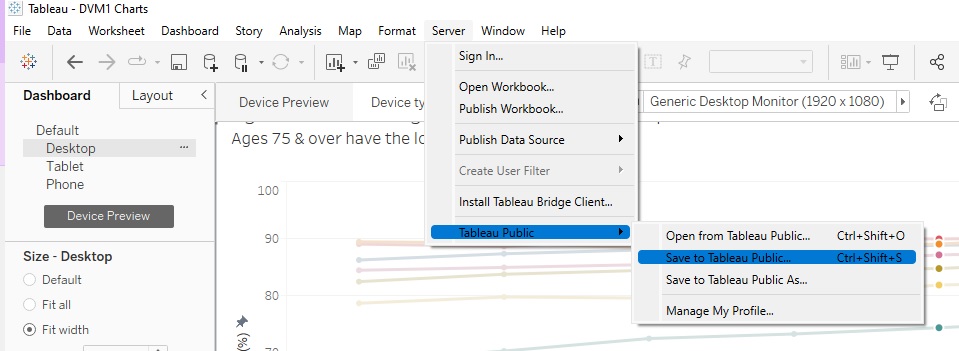 Tableau - DVM1 Charts
File Data Worksheet Dashboard Story Analysis Map Format Server Window Help
Dashboard Layout
Default
Desktop
Tablet
Phone
Device Preview
Size - Desktop
Default
Fit all
Fit width
Device Preview Device ty
Generic Desktop Monitor (1920 x 1080)
Ages 75 & over have the lo
100
90
80
70
(%)
Sign In...
Open Workbook...
Publish Workbook...
Publish Data Source
Create User Filter
Install Tableau Bridge Client...
Tableau Public
Open from Tableau Public... Ctrl+Shift+O
Save to Tableau Public... Ctrl+Shift+S
Save to Tableau Public As...
Manage My Profile...